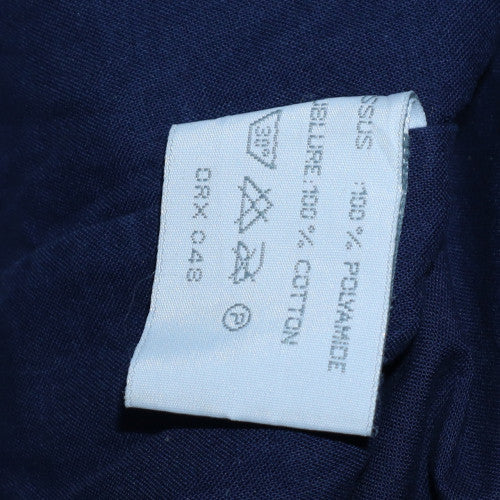 SSUS :100% POLYAMIDE
UBLURE:100% COTTON
30°
P
ORX 048